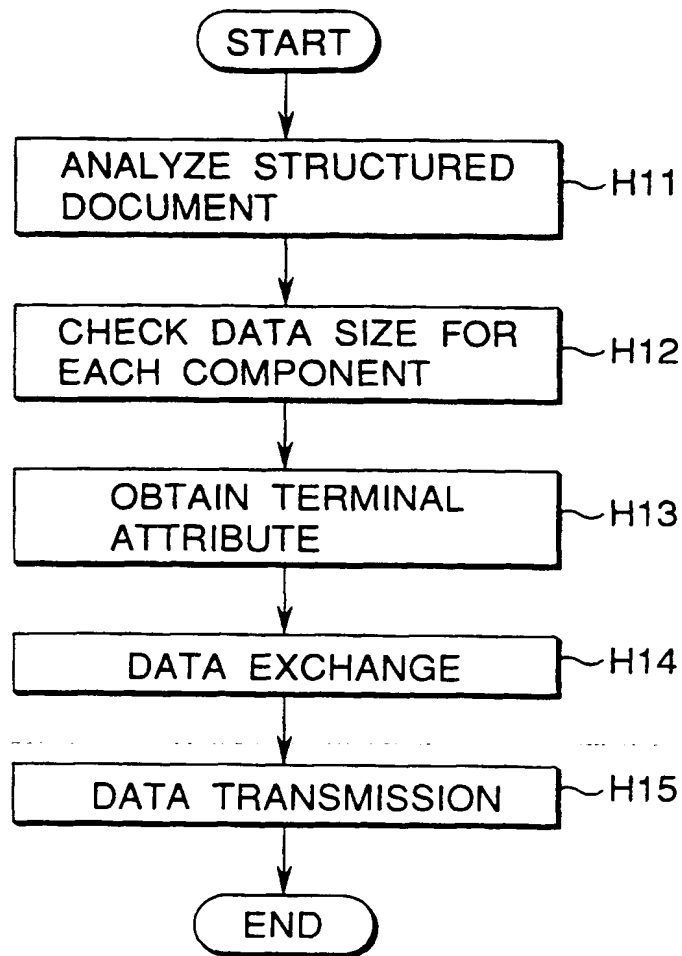 START
ANALYZE STRUCTURED
DOCUMENT
H11
CHECK DATA SIZE FOR
EACH COMPONENT
H12
OBTAIN TERMINAL
ATTRIBUTE
H13
DATA EXCHANGE
H14
DATA TRANSMISSION
H15
END